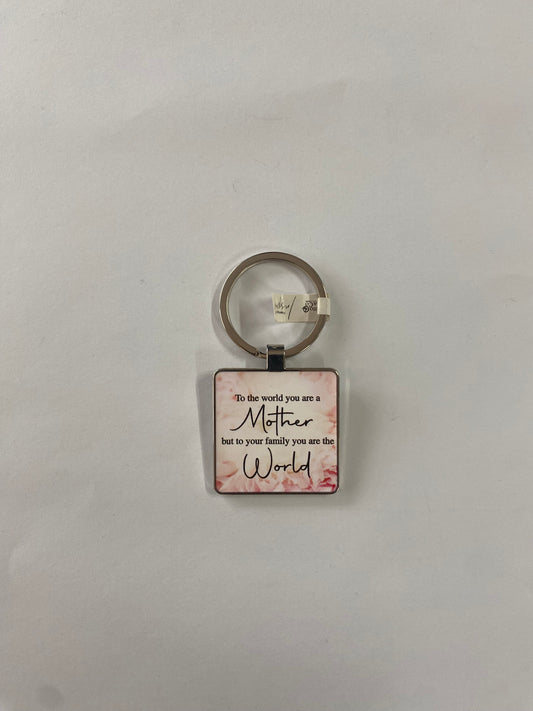 To the world you are a
Mother
but to your family you are the
World